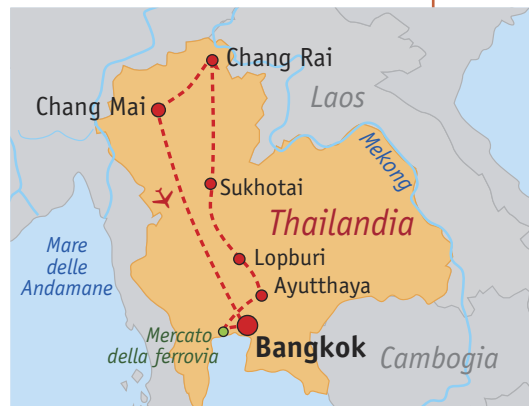 Chang Rai
Laos
Chang Mai
Mekong
Sukhotai
Thailandia
Mare
delle
Andamane
Lopburi
Ayutthaya
Mercato
della ferrovia
Bangkok
Cambogia